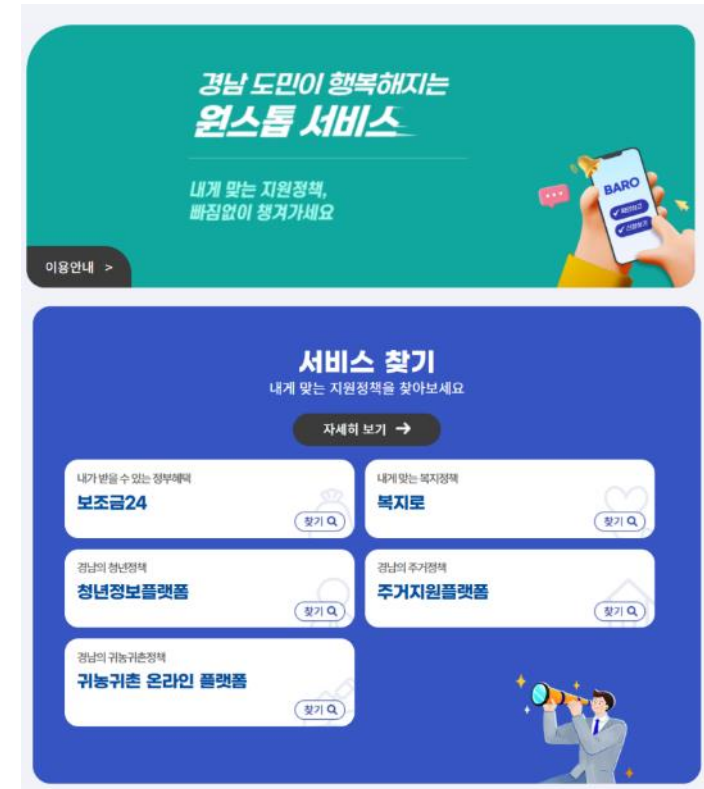 경남 도민이 행복해지는
원스톱 서비스
내게 맞는 지원정책,
빠짐없이 챙겨가세요
BARO
이용안내 >
서비스 찾기
내게 맞는 지원정책을 찾아보세요
자세히 보기 →
내가 받을 수 있는 정부혜택
보조금24
찾기
내게 맞는 복지정책
복지로
찾기
경남의 청년정책
청년정보플랫폼
찾기
경남의 주거정책
주거지원플랫폼
찾기
경남의 귀농귀촌정책
귀농귀촌 온라인 플랫폼
찾기